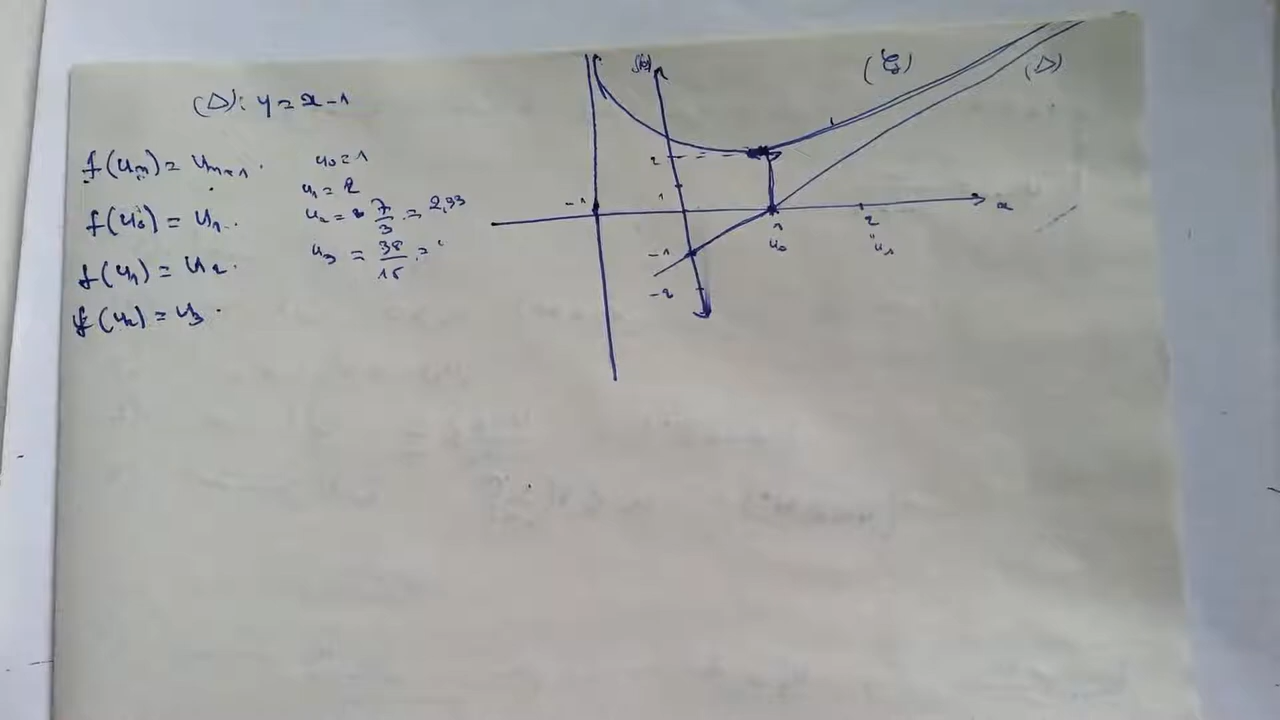 (Δ): y = x - 1
f(un) = un+1.
u0 = 1
f(u0) = u1.
u1 = 2
u2 = 7/3 = 2,33
f(u1) = u2.
u3 = 38/15 =
f(u2) = u3.
f(x)
(Cf)
(Δ)
2
1
-1
1
u0
2
"
u1
x
-1
-2